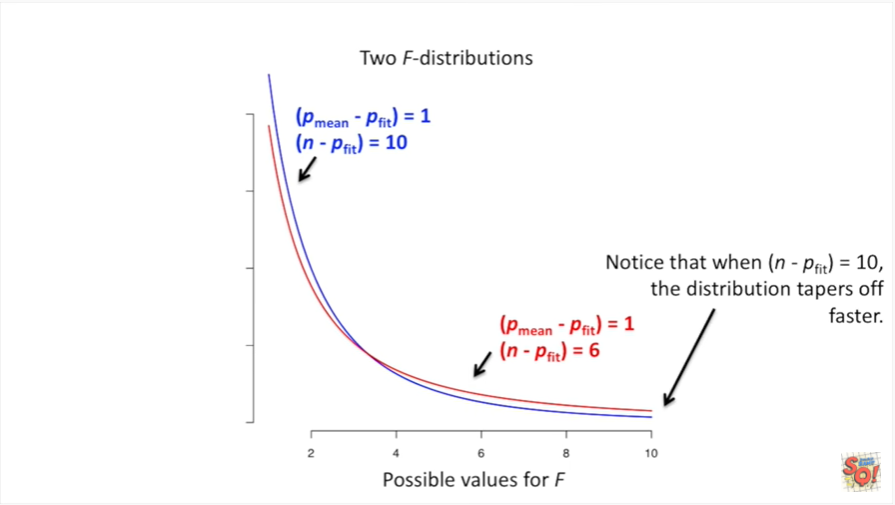 Two F-distributions
(pmean - pfit) = 1
(n - pfit) = 10
Notice that when (n - pfit) = 10,
the distribution tapers off
faster.
(pmean - pfit) = 1
(n - pfit) = 6
2 4 6 8 10
Possible values for F
SQ!